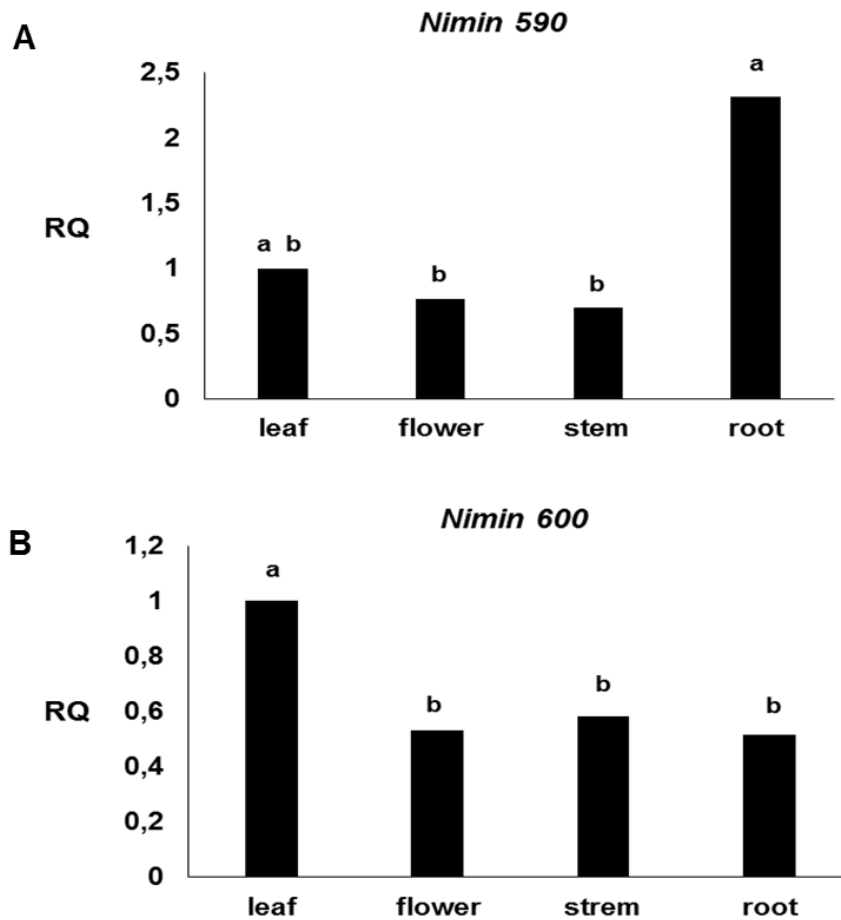 A
Nimin 590
2,5
2
1,5
1
0,5
0
RQ
a b
b
b
a
leaf flower stem root
B
Nimin 600
1,2
1
0,8
0,6
0,4
0,2
0
RQ
a
b
b
b
leaf flower strem root